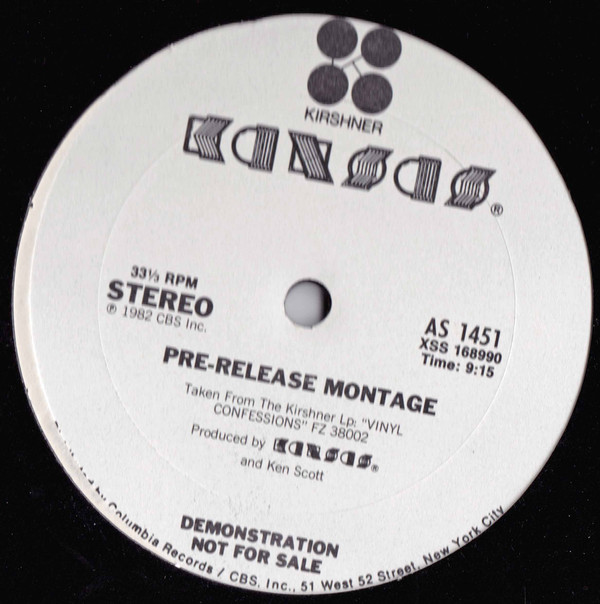 KIRSHNER
KANSAS®
33⅓ RPM
STEREO
℗ 1982 CBS Inc.
AS 1451
XSS 168990
Time: 9:15
PRE-RELEASE MONTAGE
Taken From The Kirshner Lp: "VINYL
CONFESSIONS" FZ 38002
Produced by KANSAS®
and Ken Scott
DEMONSTRATION
NOT FOR SALE
by Columbia Records / CBS, Inc., 51 West 52 Street, New York City